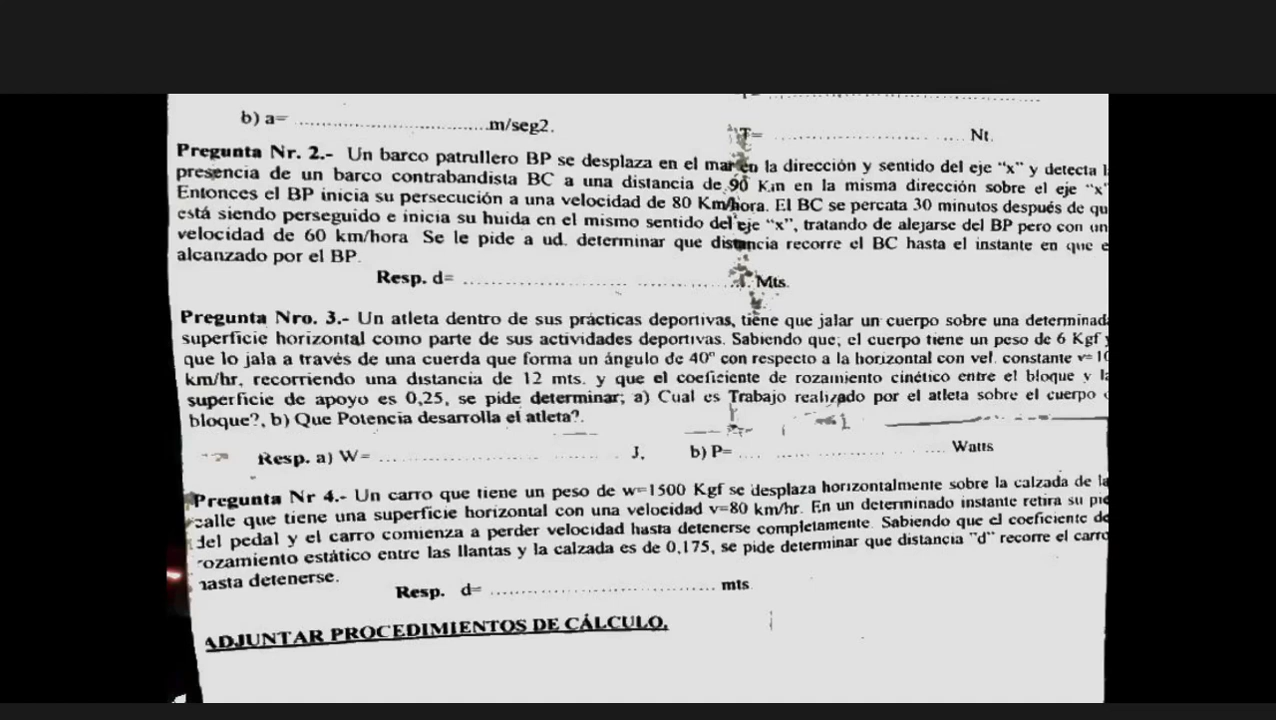 b) a= ........................................m/seg2.
T= ........................................ Nt.
Pregunta Nr. 2.- Un barco patrullero BP se desplaza en el mar en la dirección y sentido del eje "x" y detecta l
presencia de un barco contrabandista BC a una distancia de 90 Km en la misma dirección sobre el eje "x"
Entonces el BP inicia su persecución a una velocidad de 80 Km/hora. El BC se percata 30 minutos después de qu
está siendo perseguido e inicia su huida en el mismo sentido del eje "x", tratando de alejarse del BP pero con un
velocidad de 60 km/hora Se le pide a ud. determinar que distancia recorre el BC hasta el instante en que e
alcanzado por el BP.
Resp. d= ........................................ Mts.
Pregunta Nro. 3.- Un atleta dentro de sus prácticas deportivas, tiene que jalar un cuerpo sobre una determinad
superficie horizontal como parte de sus actividades deportivas. Sabiendo que; el cuerpo tiene un peso de 6 Kgf y
que lo jala a través de una cuerda que forma un ángulo de 40º con respecto a la horizontal con vel. constante v=10
km/hr, recorriendo una distancia de 12 mts. y que el coeficiente de rozamiento cinético entre el bloque y la
superficie de apoyo es 0,25, se pide determinar; a) Cual es Trabajo realizado por el atleta sobre el cuerpo
bloque?, b) Que Potencia desarrolla el atleta?.
Resp. a) W= ........................................ J, b) P= ........................................ Watts
Pregunta Nr 4.- Un carro que tiene un peso de w=1500 Kgf se desplaza horizontalmente sobre la calzada de la
calle que tiene una superficie horizontal con una velocidad v=80 km/hr. En un determinado instante retira su pie
del pedal y el carro comienza a perder velocidad hasta detenerse completamente. Sabiendo que el coeficiente de
rozamiento estático entre las llantas y la calzada es de 0,175, se pide determinar que distancia "d" recorre el carro
hasta detenerse.
Resp. d= ........................................ mts
ADJUNTAR PROCEDIMIENTOS DE CÁLCULO.